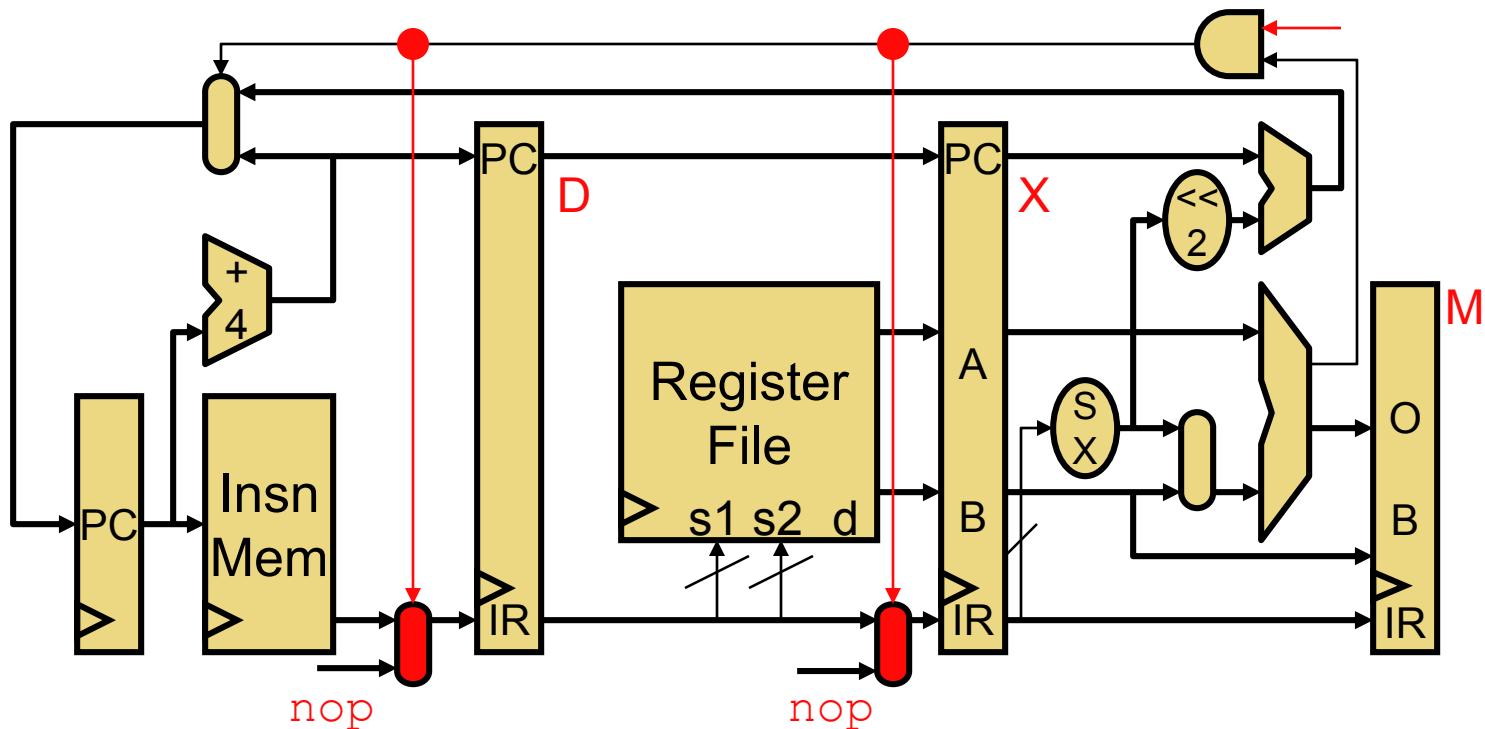 PC
D
PC
X
<<
2
+
4
M
Register
File
A
S
X
O
PC
Insn
Mem
s1 s2 d
B
B
IR
IR
IR
nop
nop